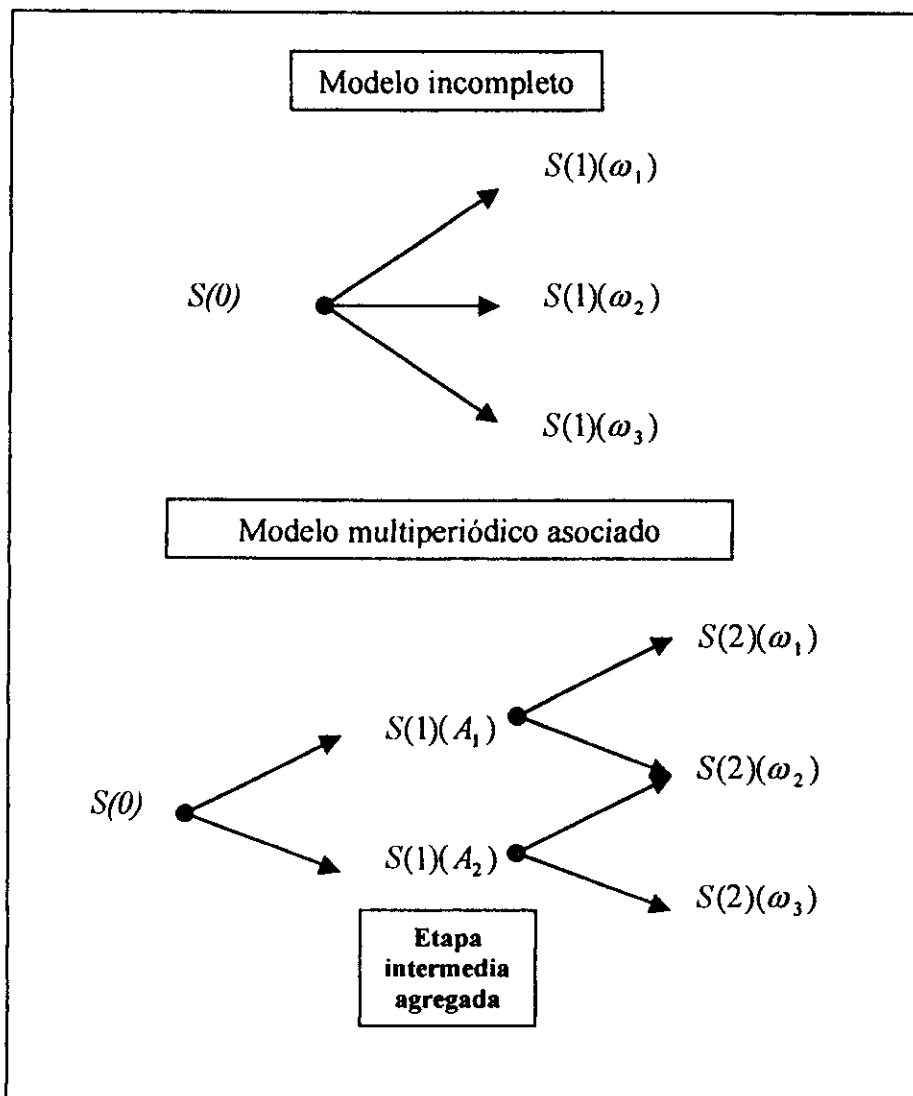 Modelo incompleto
S(1)(ω₁)
S(0)
S(1)(ω₂)
S(1)(ω₃)
Modelo multiperiódico asociado
S(2)(ω₁)
S(1)(A₁)
S(2)(ω₂)
S(0)
S(1)(A₂)
S(2)(ω₃)
Etapa
intermedia
agregada